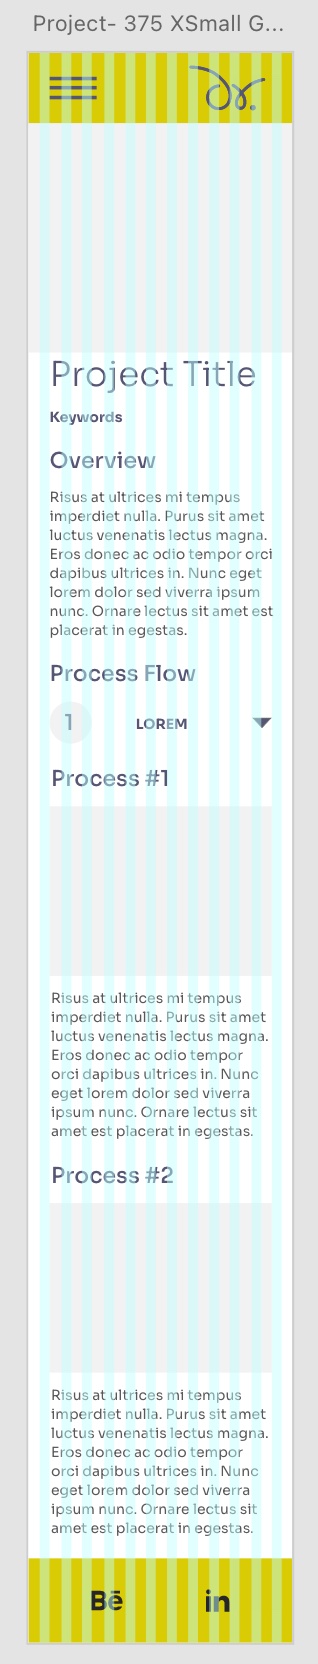 Project- 375 XSmall G...
Project Title
Keywords
Overview
Risus at ultrices mi tempus
imperdiet nulla. Purus sit amet
luctus venenatis lectus magna.
Eros donec ac odio tempor orci
dapibus ultrices in. Nunc eget
lorem dolor sed viverra ipsum
nunc. Ornare lectus sit amet est
placerat in egestas.
Process Flow
1 LOREM
Process #1
Risus at ultrices mi tempus
imperdiet nulla. Purus sit amet
luctus venenatis lectus magna.
Eros donec ac odio tempor
orci dapibus ultrices in. Nunc
eget lorem dolor sed viverra
ipsum nunc. Ornare lectus sit
amet est placerat in egestas.
Process #2
Risus at ultrices mi tempus
imperdiet nulla. Purus sit amet
luctus venenatis lectus magna.
Eros donec ac odio tempor
orci dapibus ultrices in. Nunc
eget lorem dolor sed viverra
ipsum nunc. Ornare lectus sit
amet est placerat in egestas.
Bē in